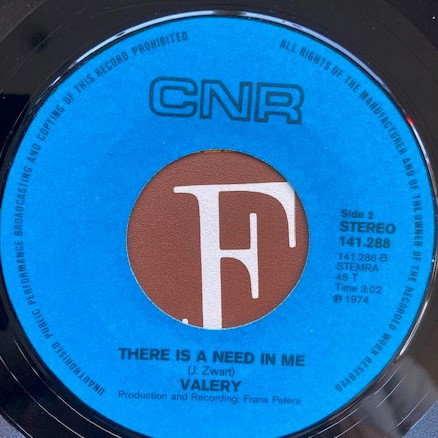 UNAUTHORISED PUBLIC PERFORMANCE BROADCASTING AND COPYING OF THIS RECORD PROHIBITED
ALL RIGHTS OF THE MANUFACTURER AND OF THE OWNER OF THE RECORDED WORK RESERVED
CNR
F
Side 2
STEREO
141.288
141.288-B
STEMRA
45 T
Time 3:02
℗ 1974
THERE IS A NEED IN ME
(J. Zwart)
VALERY
Production and Recording: Frans Peters